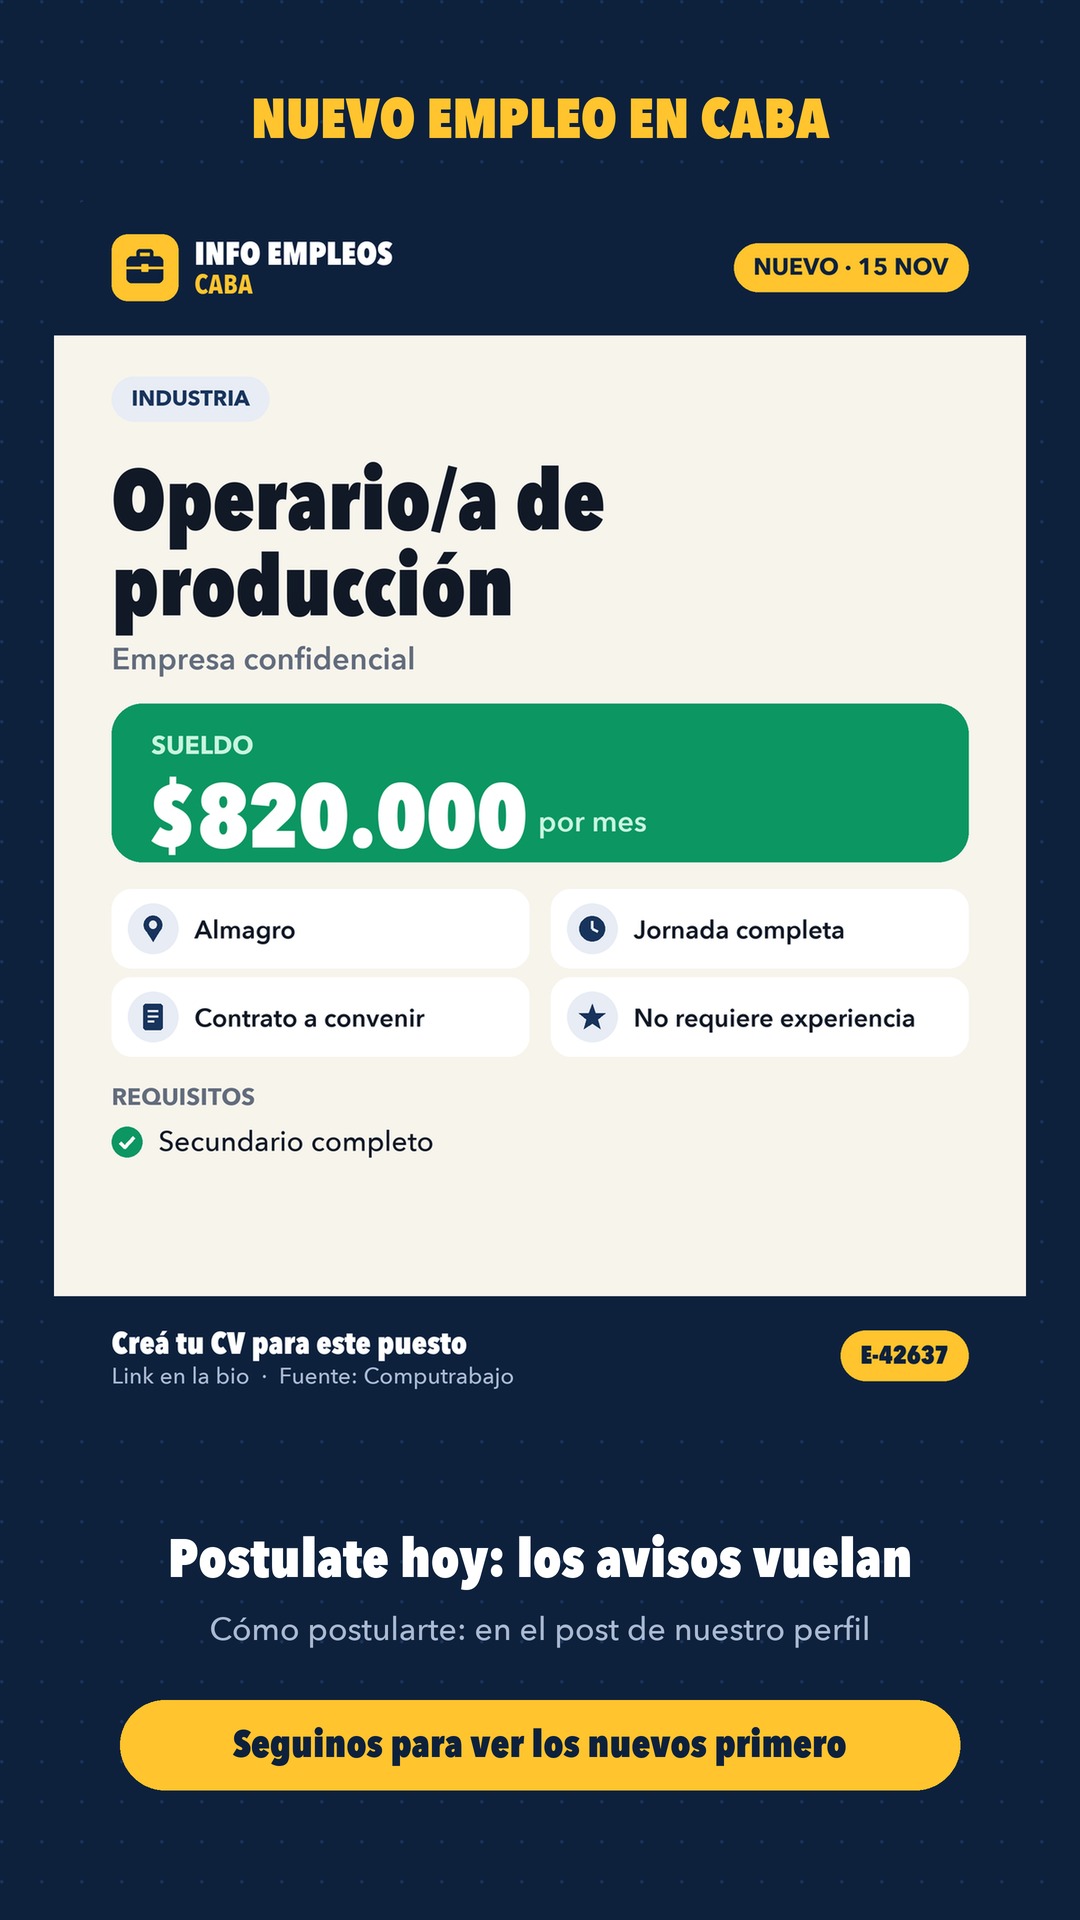 NUEVO EMPLEO EN CABA
INFO EMPLEOS
CABA
NUEVO · 15 NOV
INDUSTRIA
Operario/a de
producción
Empresa confidencial
SUELDO
$820.000 por mes
Almagro
Jornada completa
Contrato a convenir
No requiere experiencia
REQUISITOS
Secundario completo
Creá tu CV para este puesto
Link en la bio · Fuente: Computrabajo
E-42637
Postulate hoy: los avisos vuelan
Cómo postularte: en el post de nuestro perfil
Seguinos para ver los nuevos primero